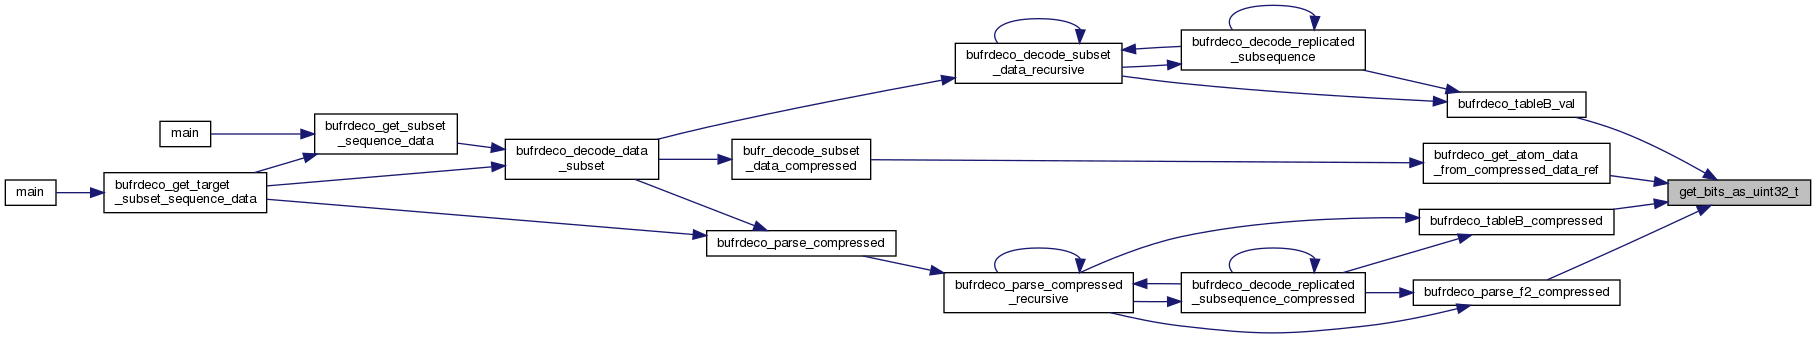 bufrdeco_decode_subset
_data_recursive
bufrdeco_decode_replicated
_subsequence
bufrdeco_tableB_val
main
bufrdeco_get_subset
_sequence_data
bufrdeco_decode_data
_subset
bufr_decode_subset
_data_compressed
bufrdeco_get_atom_data
_from_compressed_data_ref
main
bufrdeco_get_target
_subset_sequence_data
get_bits_as_uint32_t
bufrdeco_parse_compressed
bufrdeco_tableB_compressed
bufrdeco_parse_compressed
_recursive
bufrdeco_decode_replicated
_subsequence_compressed
bufrdeco_parse_f2_compressed